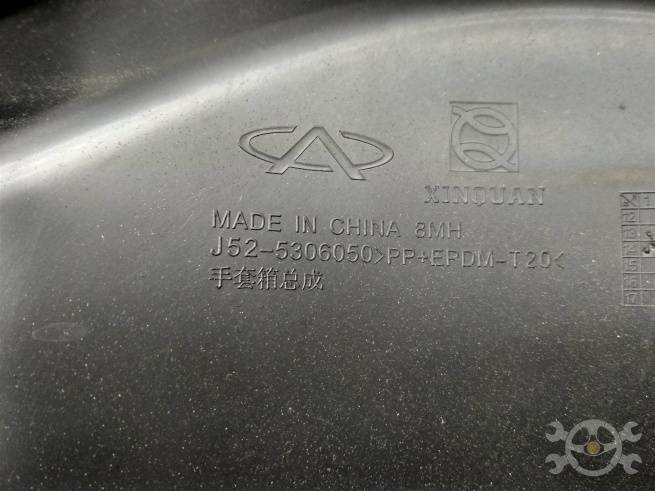 XINQUAN
MADE IN CHINA 8MH
J52-5306050>PP+EPDM-T20<
手套箱总成